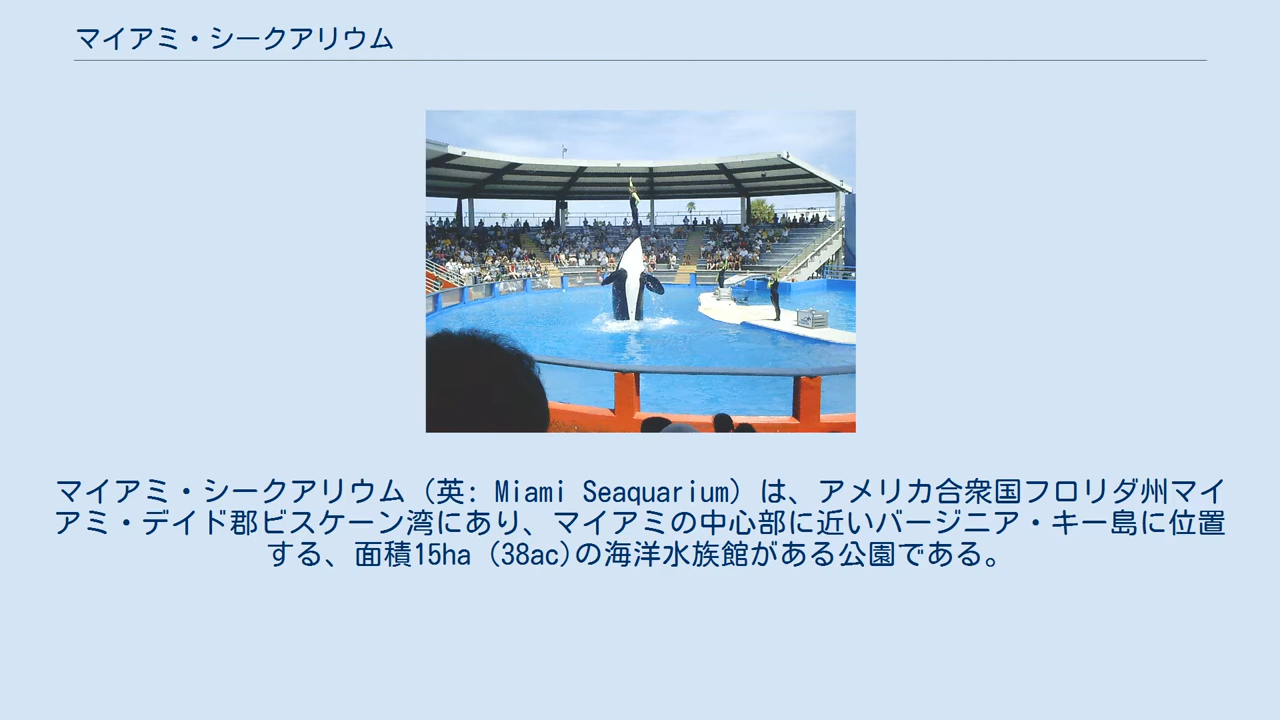 マイアミ・シークアリウム
マイアミ・シークアリウム（英: Miami Seaquarium）は、アメリカ合衆国フロリダ州マイ
アミ・デイド郡ビスケーン湾にあり、マイアミの中心部に近いバージニア・キー島に位置
する、面積15ha (38ac)の海洋水族館がある公園である。